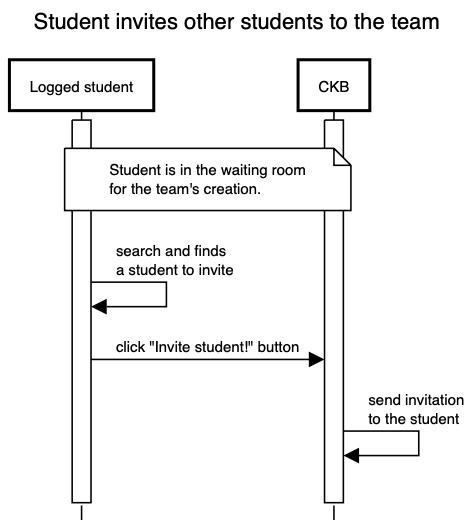 Student invites other students to the team
Logged student
CKB
Student is in the waiting room
for the team's creation.
search and finds
a student to invite
click "Invite student!" button
send invitation
to the student